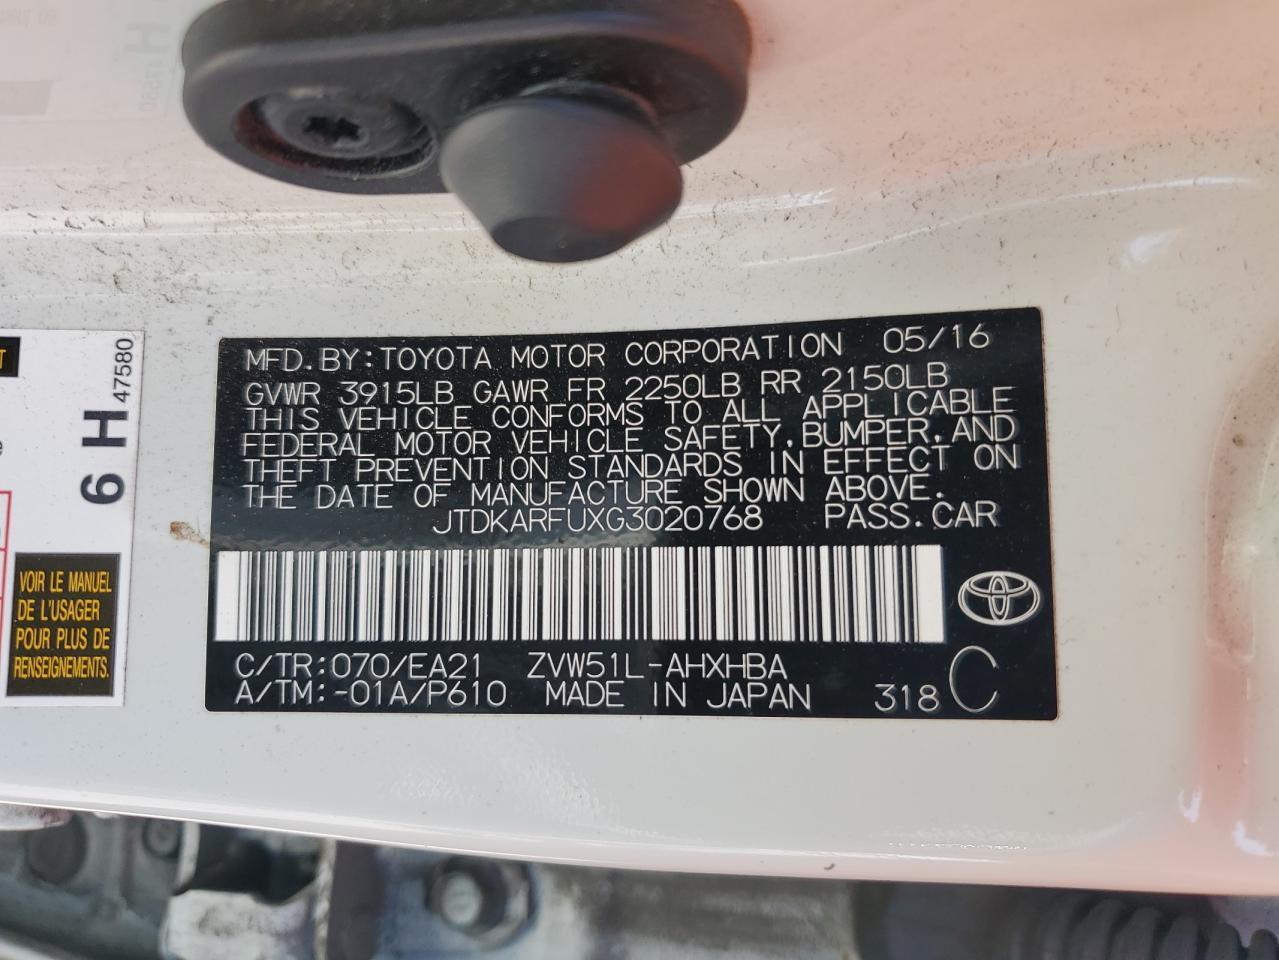 MFD. BY: TOYOTA MOTOR CORPORATION 05/16
GVWR 3915LB GAWR FR 2250LB RR 2150LB
THIS VEHICLE CONFORMS TO ALL APPLICABLE
FEDERAL MOTOR VEHICLE SAFETY, BUMPER, AND
THEFT PREVENTION STANDARDS IN EFFECT ON
THE DATE OF MANUFACTURE SHOWN ABOVE.
JTDKARFUXG3020768 PASS. CAR
C/TR: 070/EA21 ZVW51L-AHXHBA
A/TM: -01A/P610 MADE IN JAPAN 318 C
6 H 47580
VOIR LE MANUEL
DE L'USAGER
POUR PLUS DE
RENSEIGNEMENTS.